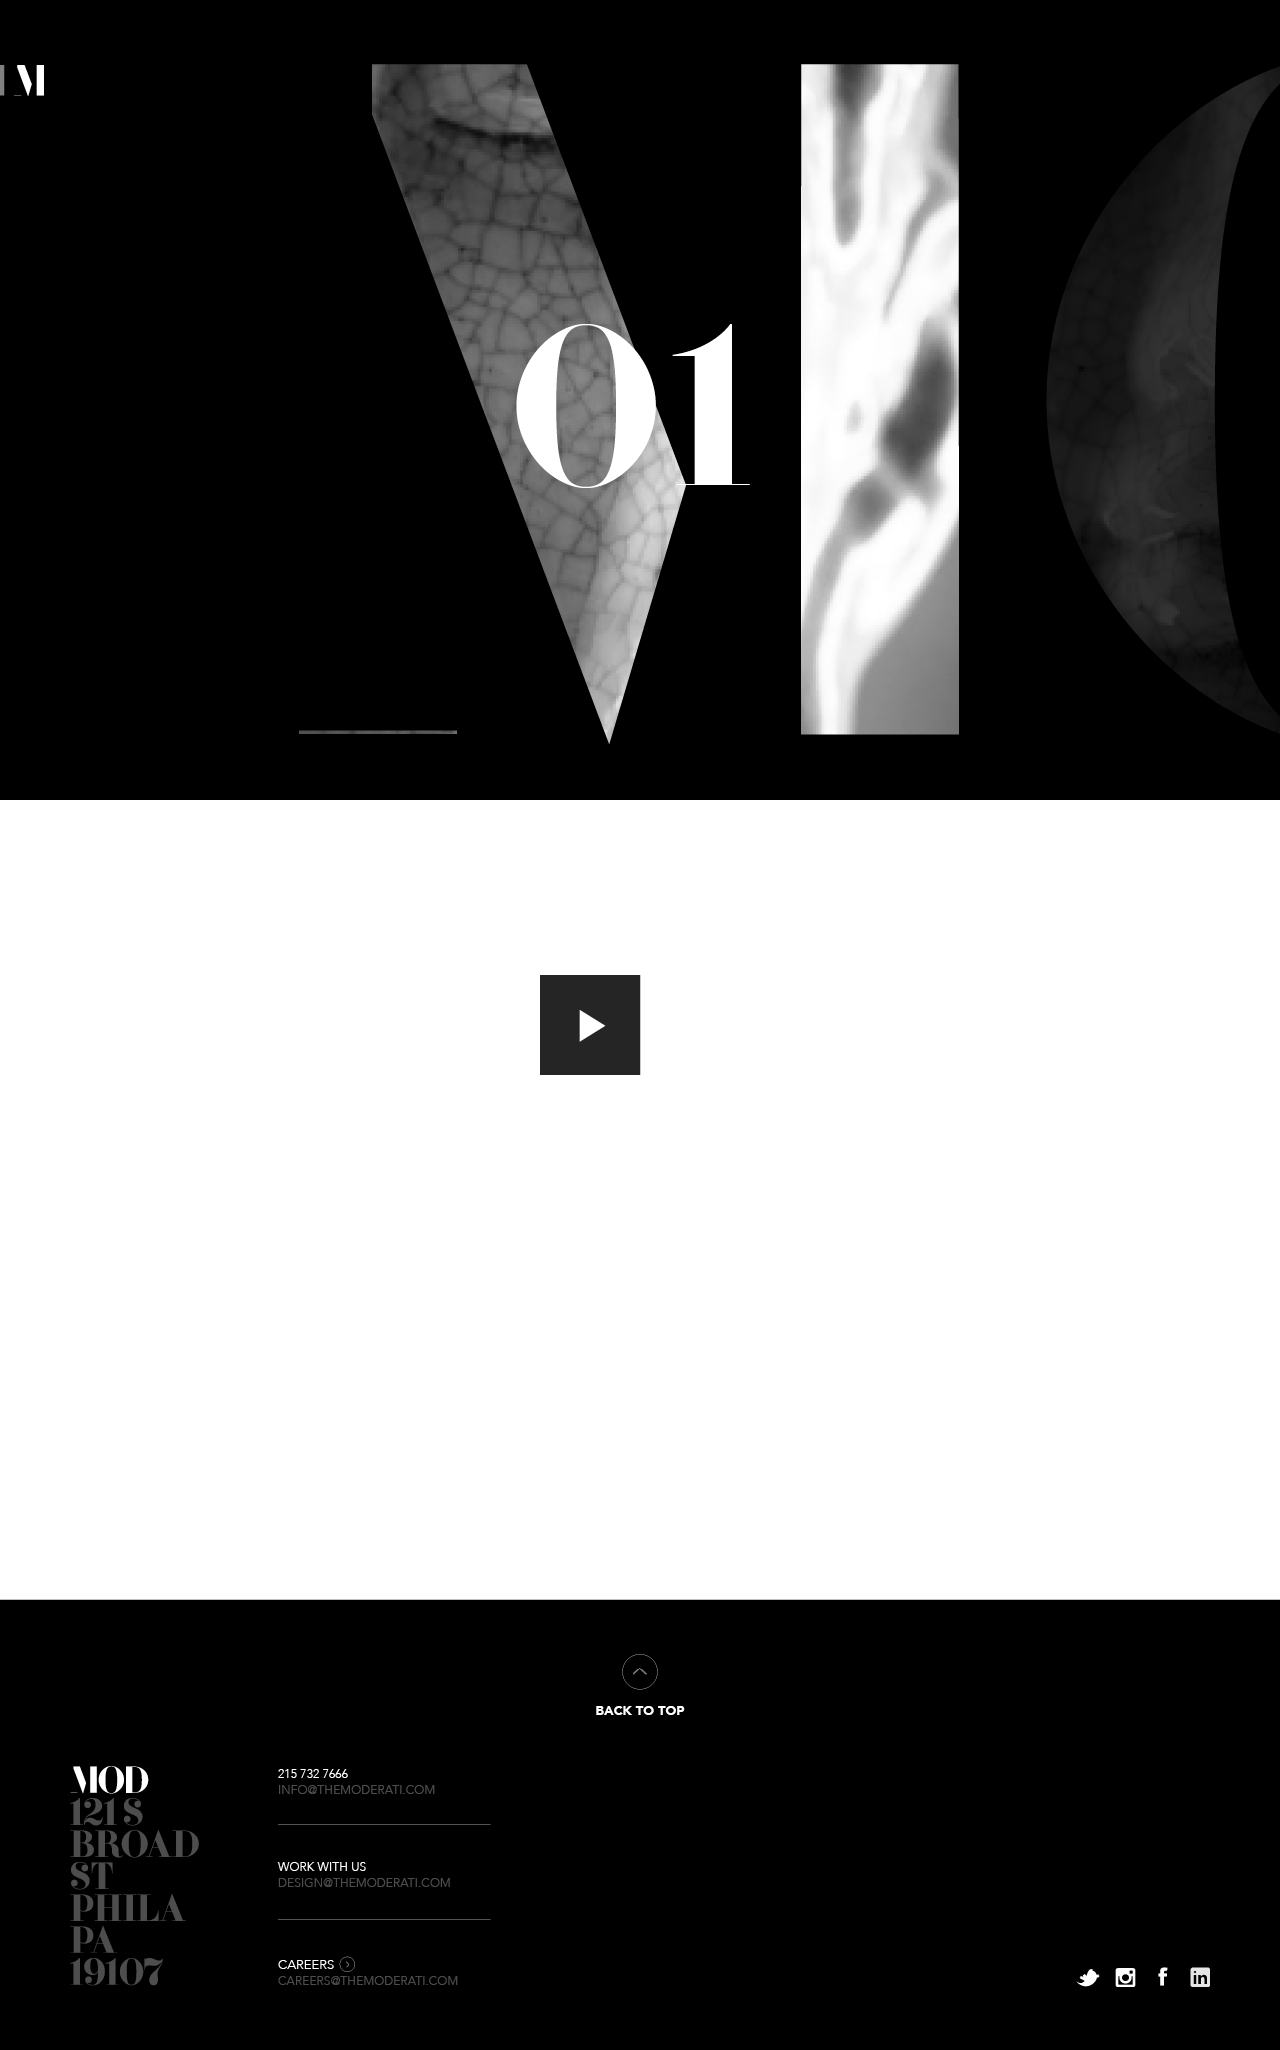 M
MO
01
BACK TO TOP
MOD
121 S
BROAD
ST
PHILA
PA
19107
215 732 7666
INFO@THEMODERATI.COM
WORK WITH US
DESIGN@THEMODERATI.COM
CAREERS
CAREERS@THEMODERATI.COM